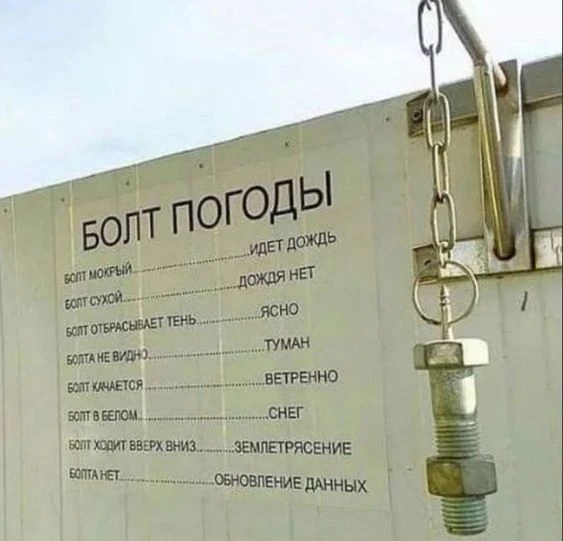 БОЛТ ПОГОДЫ
БОЛТ МОКРЫЙ....................ИДЕТ ДОЖДЬ
БОЛТ СУХОЙ....................ДОЖДЯ НЕТ
БОЛТ ОТБРАСЫВАЕТ ТЕНЬ............ЯСНО
БОЛТА НЕ ВИДНО....................ТУМАН
БОЛТ КАЧАЕТСЯ....................ВЕТРЕННО
БОЛТ В БЕЛОМ....................СНЕГ
БОЛТ ХОДИТ ВВЕРХ ВНИЗ.........ЗЕМЛЕТРЯСЕНИЕ
БОЛТА НЕТ....................ОБНОВЛЕНИЕ ДАННЫХ